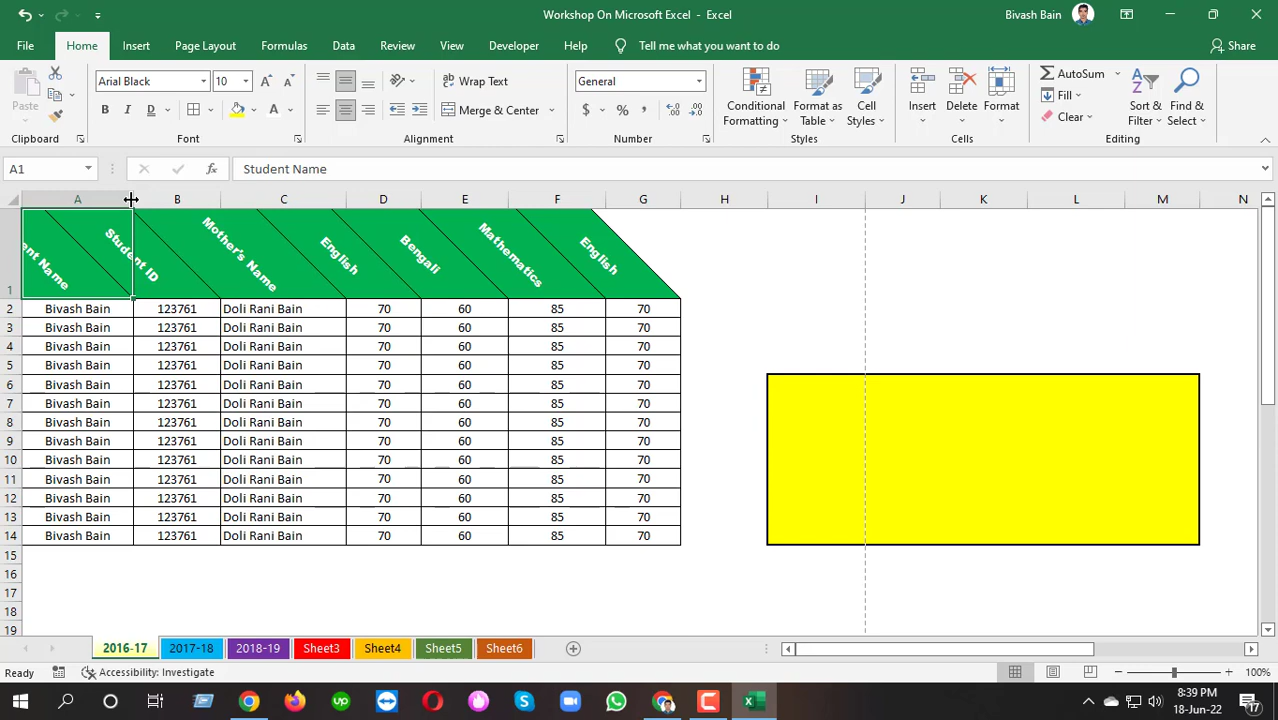 Workshop On Microsoft Excel - Excel
Bivash Bain
File Home Insert Page Layout Formulas Data Review View Developer Help Tell me what you want to do Share
Paste
Arial Black 10
Wrap Text
General
Conditional Formatting
Format as Table
Cell Styles
Insert
Delete
Format
AutoSum
Fill
Clear
Sort & Filter
Find & Select
B I D A
Merge & Center
$ % ,
Clipboard Font Alignment Number Styles Cells Editing
A1 fx Student Name
A B C D E F G H I J K L M N
1 ent Name Student ID Mother's Name English Bengali Mathematics English
2 Bivash Bain 123761 Doli Rani Bain 70 60 85 70
3 Bivash Bain 123761 Doli Rani Bain 70 60 85 70
4 Bivash Bain 123761 Doli Rani Bain 70 60 85 70
5 Bivash Bain 123761 Doli Rani Bain 70 60 85 70
6 Bivash Bain 123761 Doli Rani Bain 70 60 85 70
7 Bivash Bain 123761 Doli Rani Bain 70 60 85 70
8 Bivash Bain 123761 Doli Rani Bain 70 60 85 70
9 Bivash Bain 123761 Doli Rani Bain 70 60 85 70
10 Bivash Bain 123761 Doli Rani Bain 70 60 85 70
11 Bivash Bain 123761 Doli Rani Bain 70 60 85 70
12 Bivash Bain 123761 Doli Rani Bain 70 60 85 70
13 Bivash Bain 123761 Doli Rani Bain 70 60 85 70
14 Bivash Bain 123761 Doli Rani Bain 70 60 85 70
15
16
17
18
19
2016-17 2017-18 2018-19 Sheet3 Sheet4 Sheet5 Sheet6
Ready Accessibility: Investigate 100%
8:39 PM
18-Jun-22
17